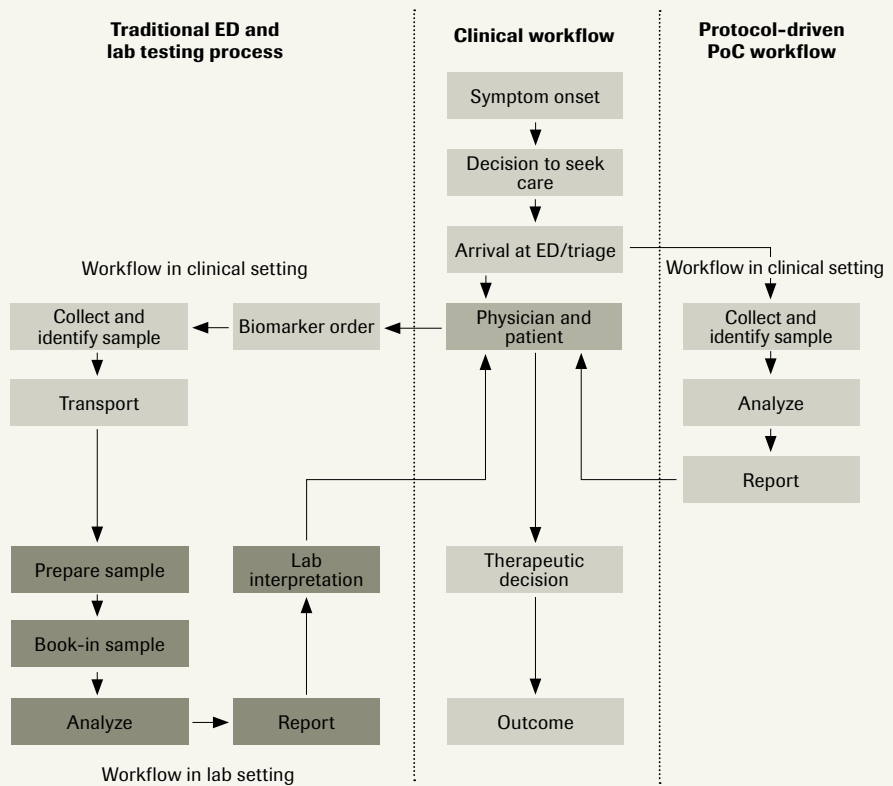 Traditional ED and
lab testing process
Clinical workflow
Protocol-driven
PoC workflow
Symptom onset
Decision to seek
care
Arrival at ED/triage
Workflow in clinical setting
Workflow in clinical setting
Collect and
identify sample
Biomarker order
Physician and
patient
Collect and
identify sample
Transport
Analyze
Report
Prepare sample
Lab
interpretation
Therapeutic
decision
Book-in sample
Analyze
Report
Outcome
Workflow in lab setting